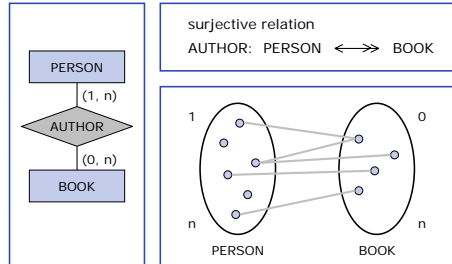 PERSON
(1, n)
AUTHOR
(0, n)
BOOK
surjective relation
AUTHOR: PERSON BOOK
1
0
n
n
PERSON
BOOK